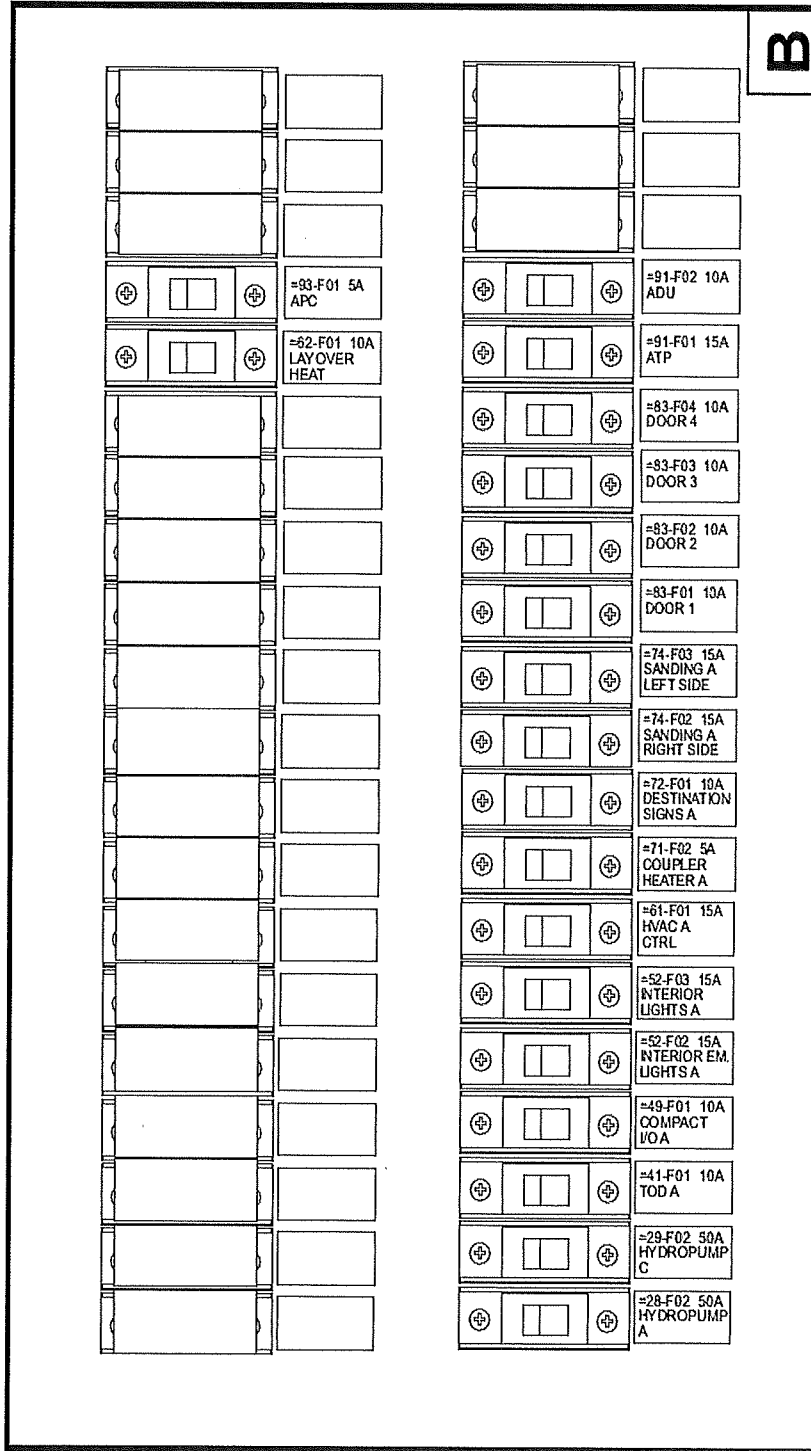 B
=93-F01 5A
APC
=62-F01 10A
LAYOVER
HEAT
=91-F02 10A
ADU
=91-F01 15A
ATP
=83-F04 10A
DOOR 4
=83-F03 10A
DOOR 3
=83-F02 10A
DOOR 2
=83-F01 10A
DOOR 1
=74-F03 15A
SANDING A
LEFT SIDE
=74-F02 15A
SANDING A
RIGHT SIDE
=72-F01 10A
DESTINATION
SIGNS A
=71-F02 5A
COUPLER
HEATER A
=61-F01 15A
HVAC A
CTRL
=52-F03 15A
INTERIOR
LIGHTS A
=52-F02 15A
INTERIOR EM.
LIGHTS A
=49-F01 10A
COMPACT
I/O A
=41-F01 10A
TOD A
=29-F02 50A
HYDROPUMP
C
=28-F02 50A
HYDROPUMP
A